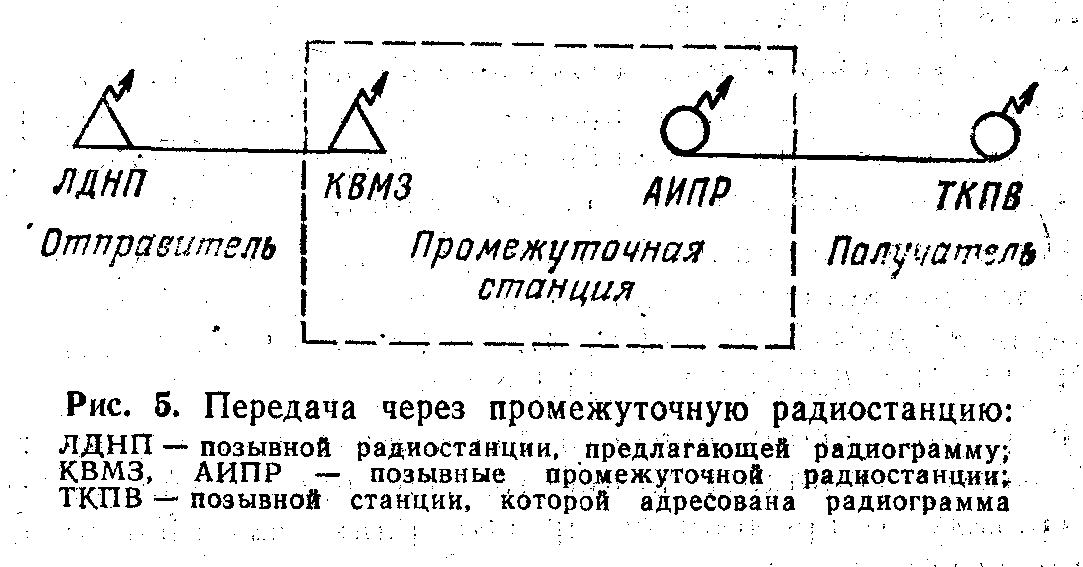 ЛДНП КВМЗ АИПР ТКПВ
Отправитель Промежуточная Получатель
станция
Рис. 5. Передача через промежуточную радиостанцию:
ЛДНП — позывной радиостанции, предлагающей радиограмму;
КВМЗ, АИПР — позывные промежуточной радиостанции;
ТКПВ — позывной станции, которой адресована радиограмма